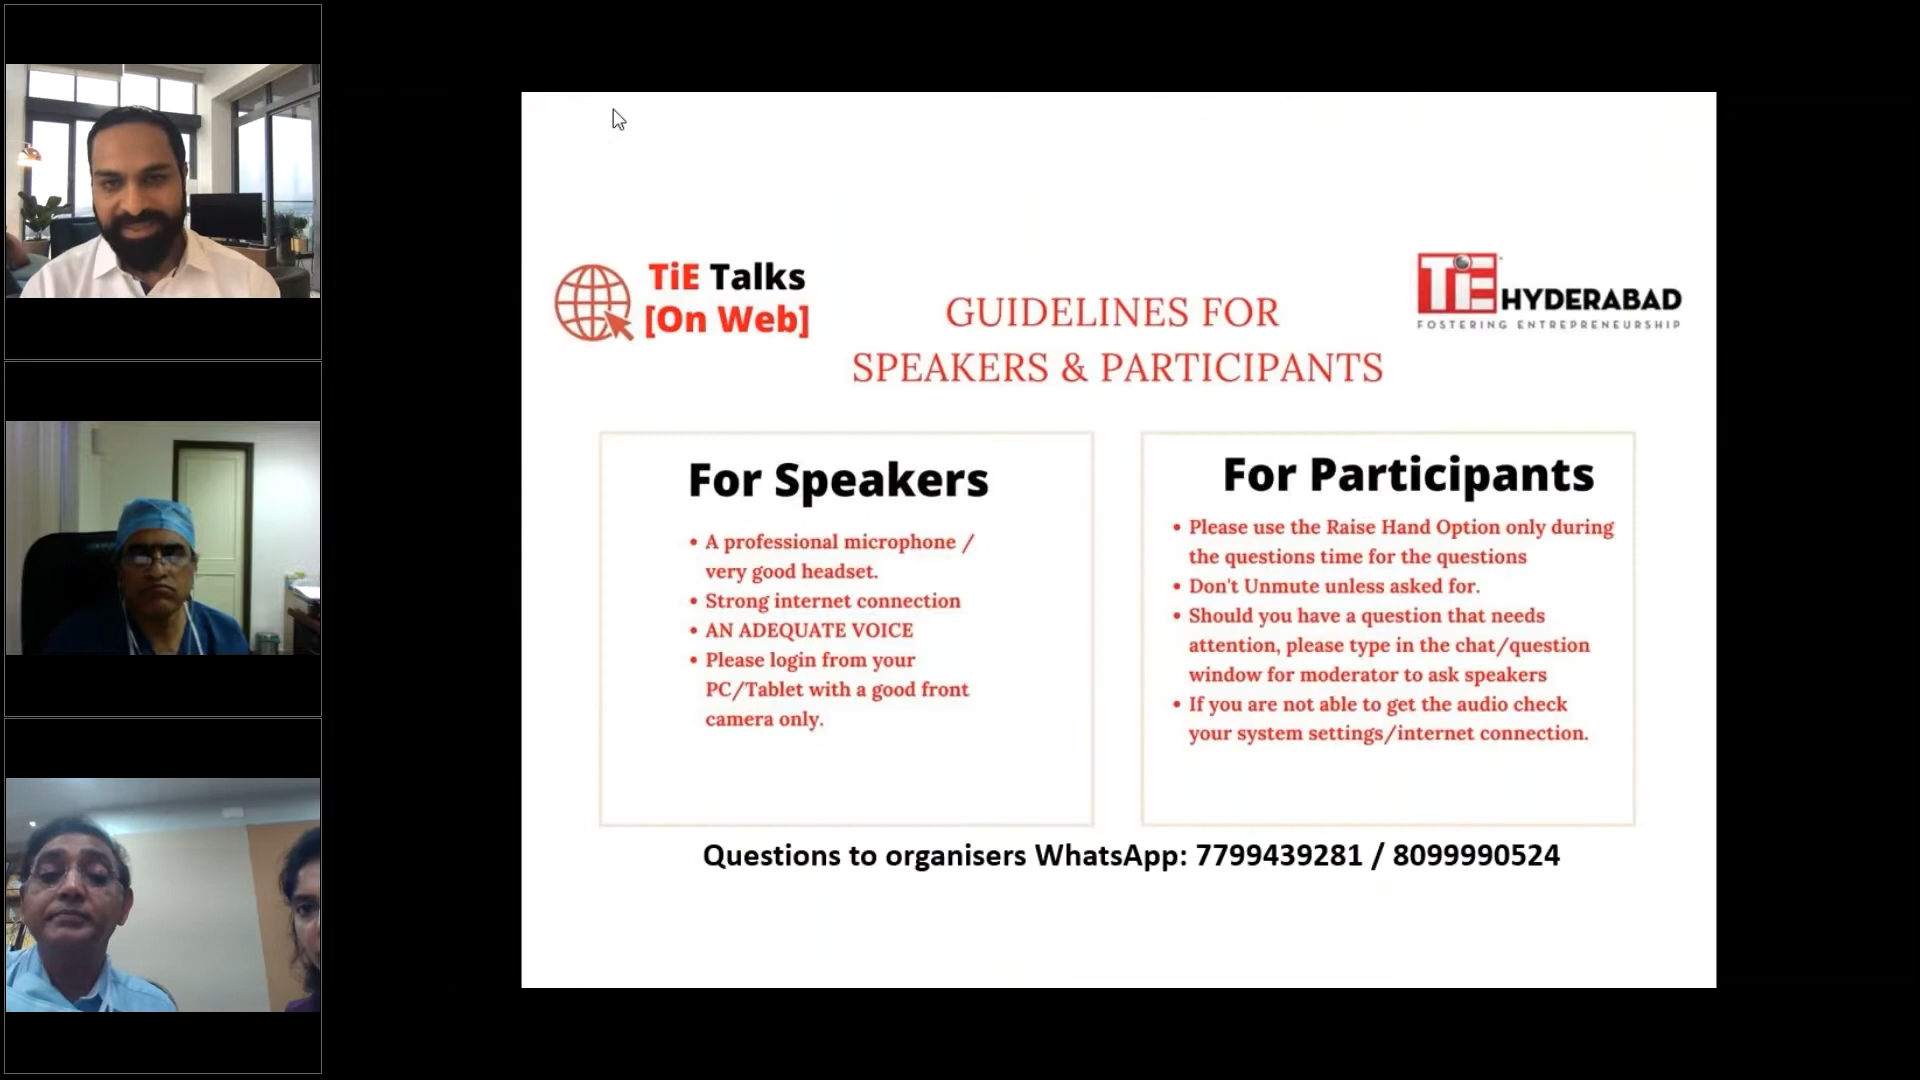 TiE Talks
[On Web]
GUIDELINES FOR
SPEAKERS & PARTICIPANTS
TiE HYDERABAD
FOSTERING ENTREPRENEURSHIP
For Speakers
• A professional microphone /
very good headset.
• Strong internet connection
• AN ADEQUATE VOICE
• Please login from your
PC/Tablet with a good front
camera only.
For Participants
• Please use the Raise Hand Option only during
the questions time for the questions
• Don't Unmute unless asked for.
• Should you have a question that needs
attention, please type in the chat/question
window for moderator to ask speakers
• If you are not able to get the audio check
your system settings/internet connection.
Questions to organisers WhatsApp: 7799439281 / 8099990524